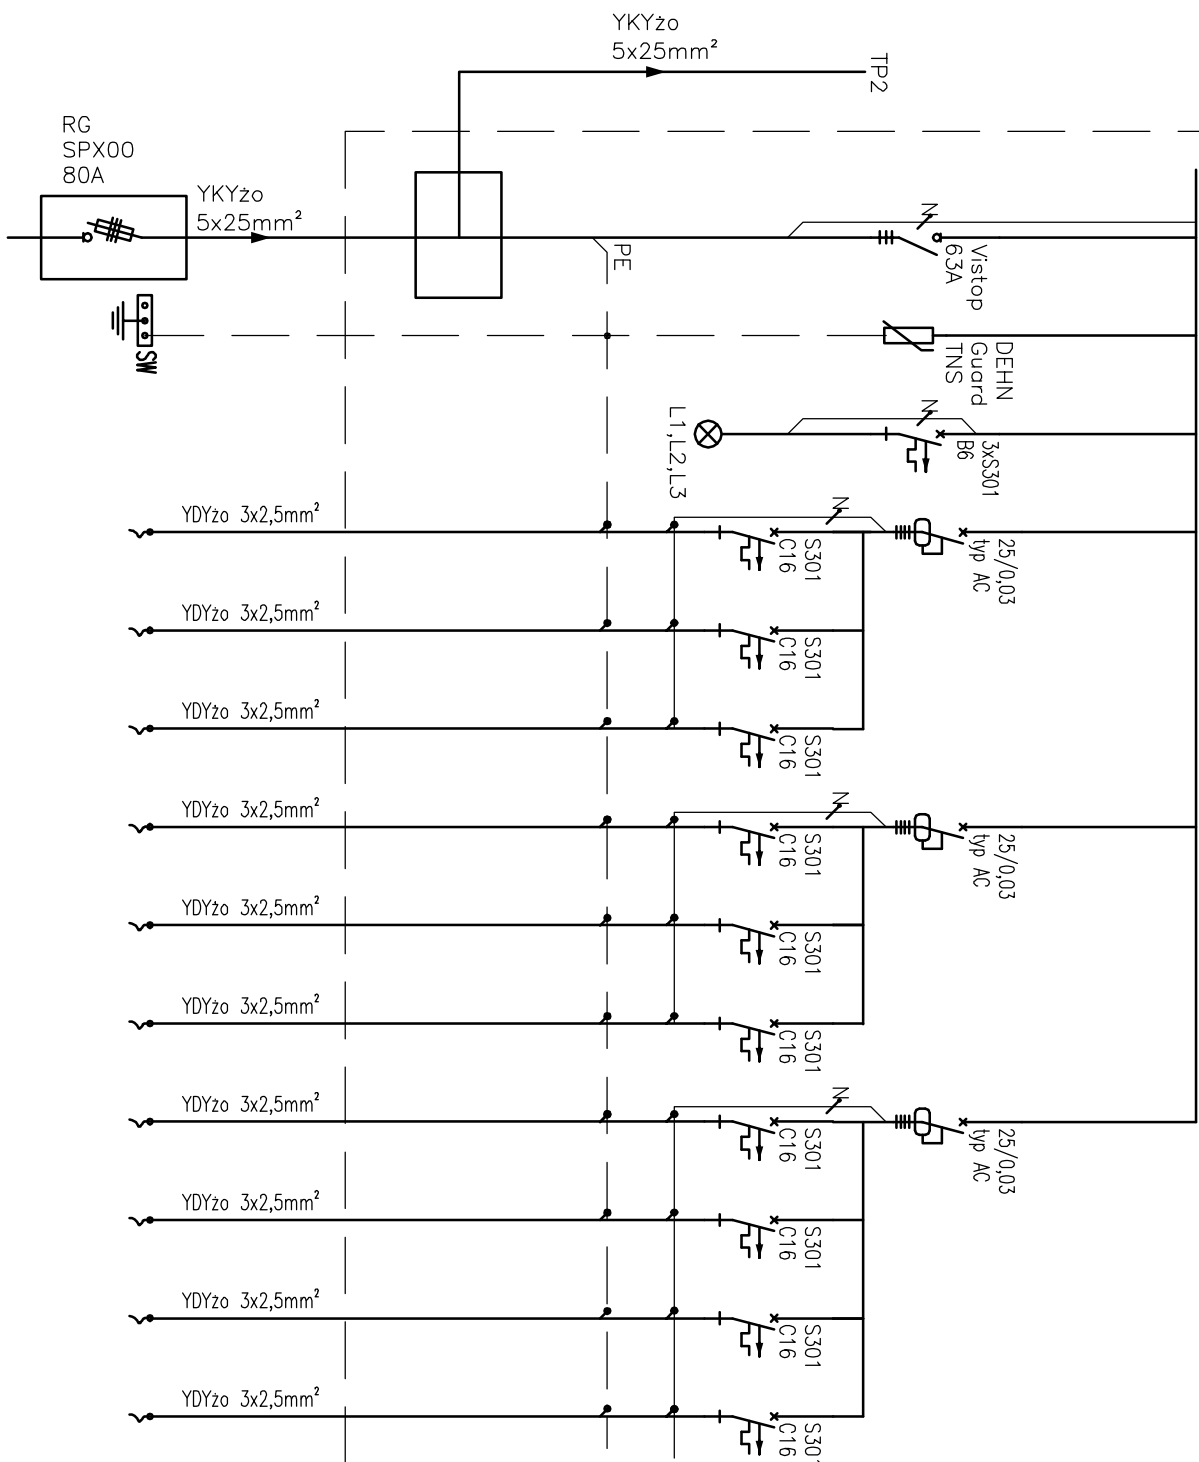 YKYżo
5x25mm²
TP2
RG
SPX00
80A
YKYżo
5x25mm²
PE
N
Vistop
63A
SW
DEHN
Guard
TNS
L1,L2,L3
N
3xS301
B6
YDYżo 3x2,5mm²
S301
C16
N
25/0,03
typ AC
YDYżo 3x2,5mm²
S301
C16
YDYżo 3x2,5mm²
S301
C16
YDYżo 3x2,5mm²
S301
C16
N
25/0,03
typ AC
YDYżo 3x2,5mm²
S301
C16
YDYżo 3x2,5mm²
S301
C16
YDYżo 3x2,5mm²
S301
C16
N
25/0,03
typ AC
YDYżo 3x2,5mm²
S301
C16
YDYżo 3x2,5mm²
S301
C16
YDYżo 3x2,5mm²
S301
C16